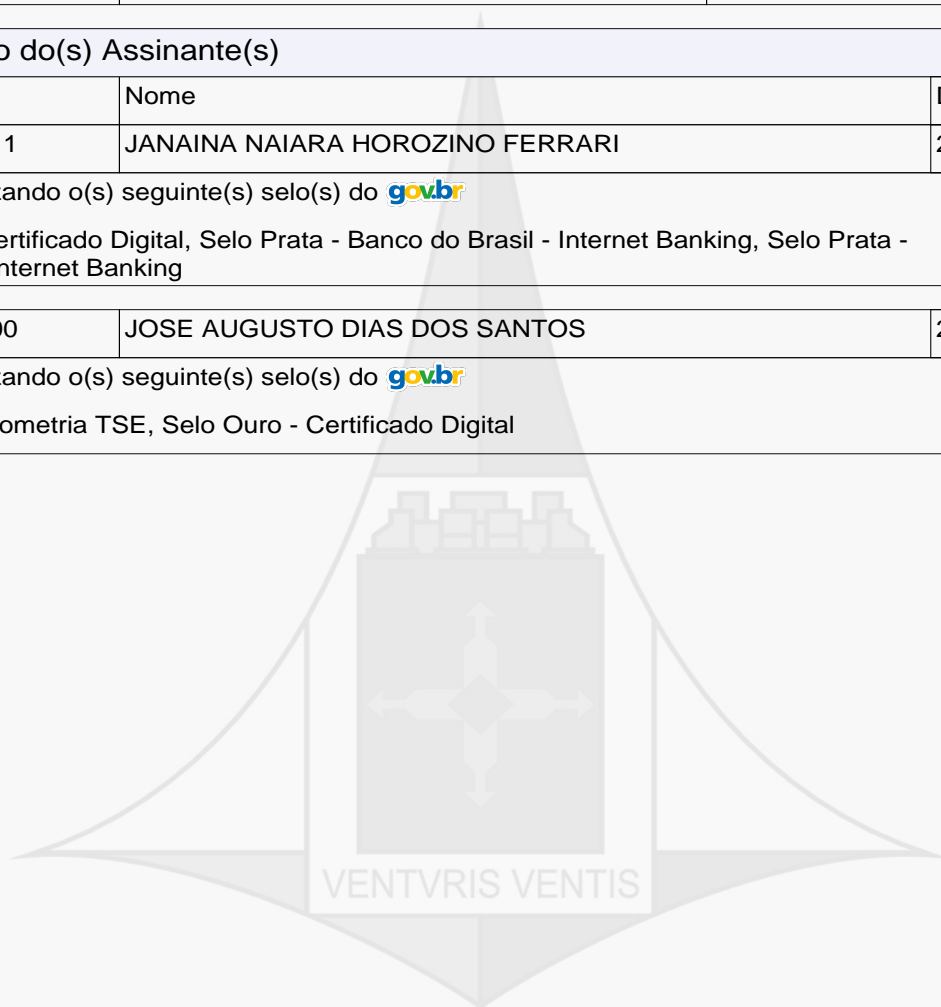 o do(s) Assinante(s)
Nome
1 JANAINA NAIARA HOROZINO FERRARI
ando o(s) seguinte(s) selo(s) do gov.br
ertificado Digital, Selo Prata - Banco do Brasil - Internet Banking, Selo Prata -
nternet Banking
00 JOSE AUGUSTO DIAS DOS SANTOS
ando o(s) seguinte(s) selo(s) do gov.br
ometria TSE, Selo Ouro - Certificado Digital
VENTVRIS VENTIS